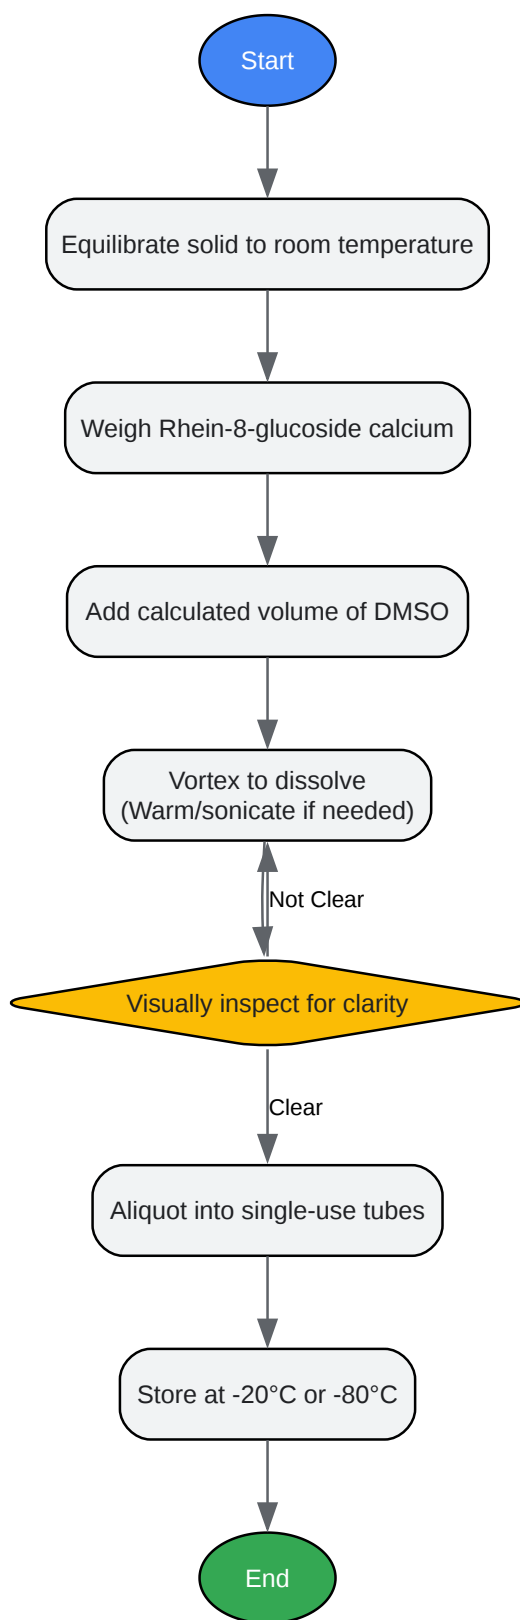 Start
Equilibrate solid to room temperature
Weigh Rhein-8-glucoside calcium
Add calculated volume of DMSO
Vortex to dissolve
(Warm/sonicate if needed)
Not Clear
Visually inspect for clarity
Clear
Aliquot into single-use tubes
Store at -20°C or -80°C
End